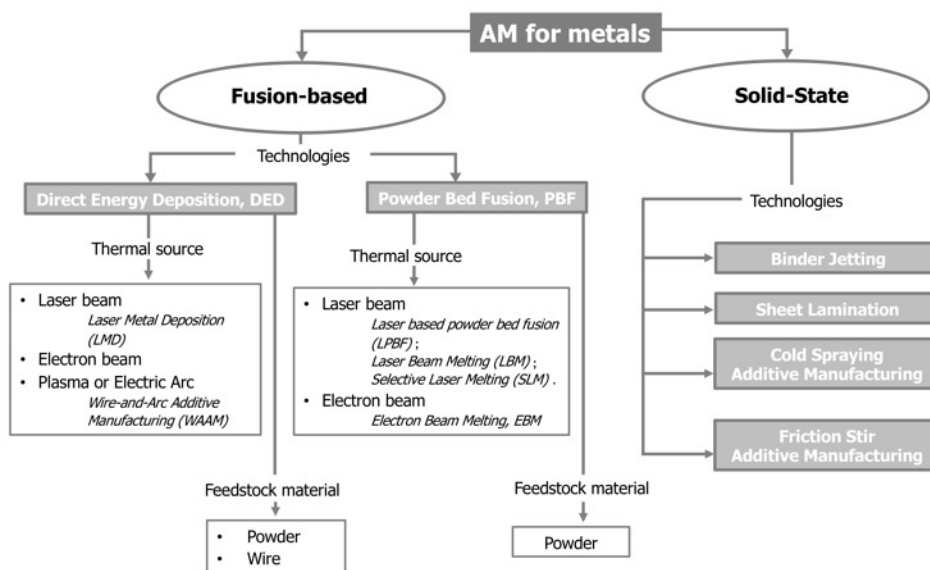 AM for metals
Fusion-based
Solid-State
Technologies
Direct Energy Deposition, DED
Powder Bed Fusion, PBF
Technologies
Thermal source
Thermal source
• Laser beam
Laser Metal Deposition
(LMD)
• Electron beam
• Plasma or Electric Arc
Wire-and-Arc Additive
Manufacturing (WAAM)
• Laser beam
Laser based powder bed fusion
(LPBF) ;
Laser Beam Melting (LBM) ;
Selective Laser Melting (SLM) .
• Electron beam
Electron Beam Melting, EBM
Binder Jetting
Sheet Lamination
Cold Spraying
Additive Manufacturing
Friction Stir
Additive Manufacturing
Feedstock material
Feedstock material
• Powder
• Wire
Powder